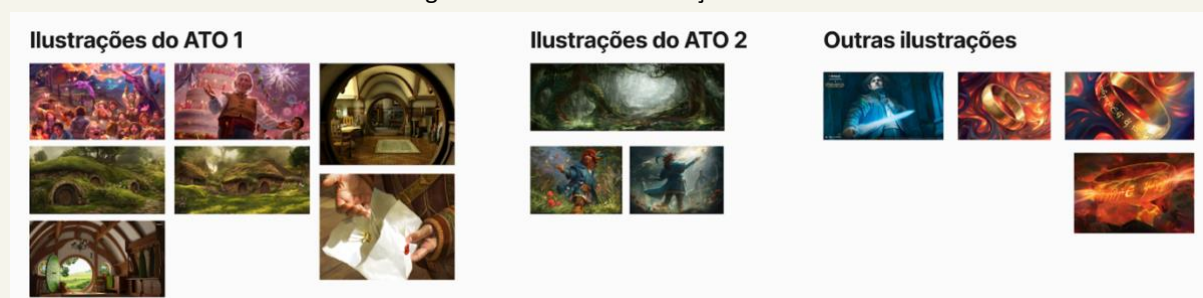 Ilustrações do ATO 1
Ilustrações do ATO 2
Outras ilustrações